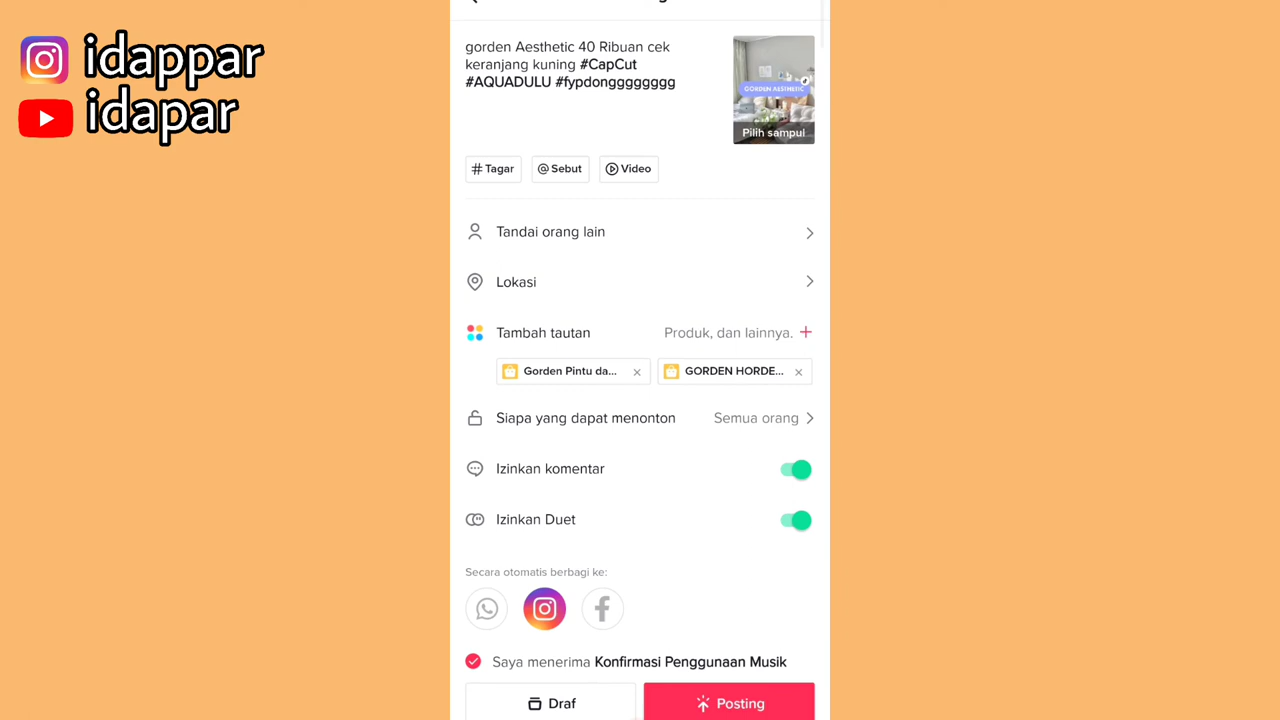 idappar
idapar
gorden Aesthetic 40 Ribuan cek
keranjang kuning #CapCut
#AQUADULU #fypdongggggggg
GORDEN AESTHETIC
Pilih sampul
Tagar
Sebut
Video
Tandai orang lain
Lokasi
Tambah tautan
Produk, dan lainnya.
Gorden Pintu da...
GORDEN HORDE...
Siapa yang dapat menonton
Semua orang
Izinkan komentar
Izinkan Duet
Secara otomatis berbagi ke:
Saya menerima Konfirmasi Penggunaan Musik
Draf
Posting